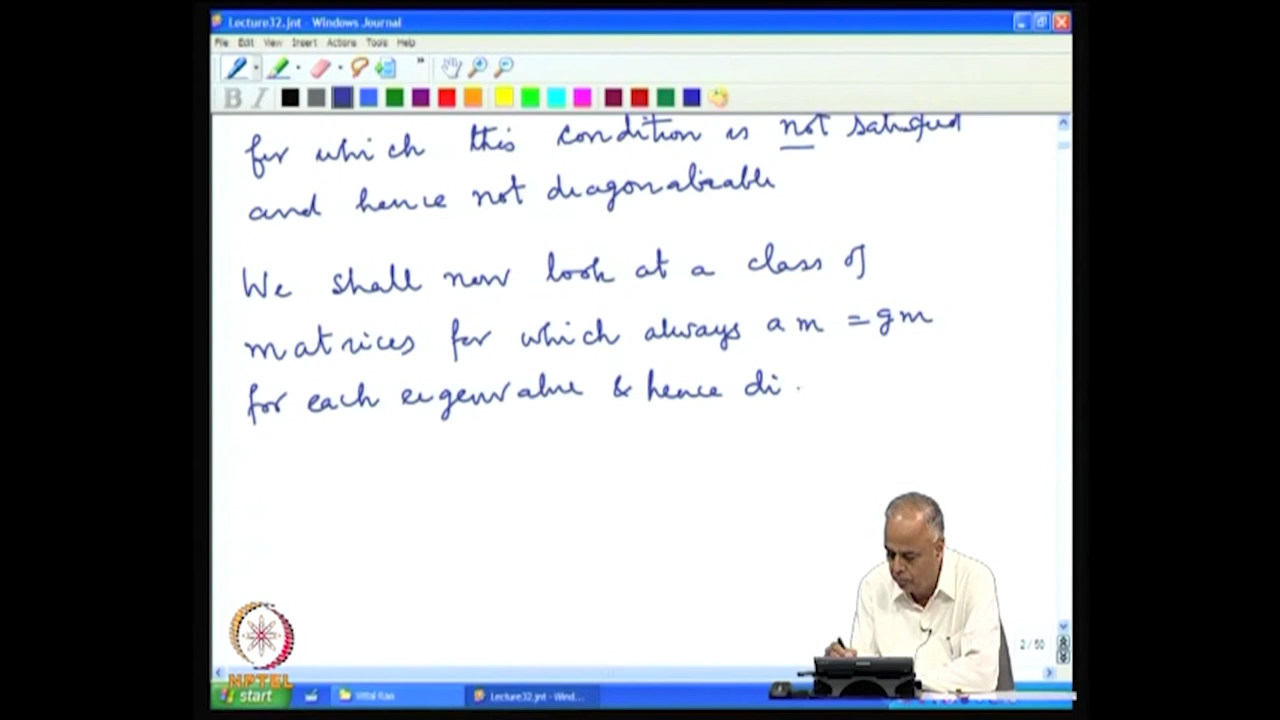 Lecture32.jnt - Windows Journal
File Edit View Insert Actions Tools Help
B I
for which this condition is not satisfied
and hence not diagonalizable
We shall now look at a class of
matrices for which always am = gm
for each eigenvalue & hence di
2 / 50
NPTEL
start
Lecture32.jnt - Wind...